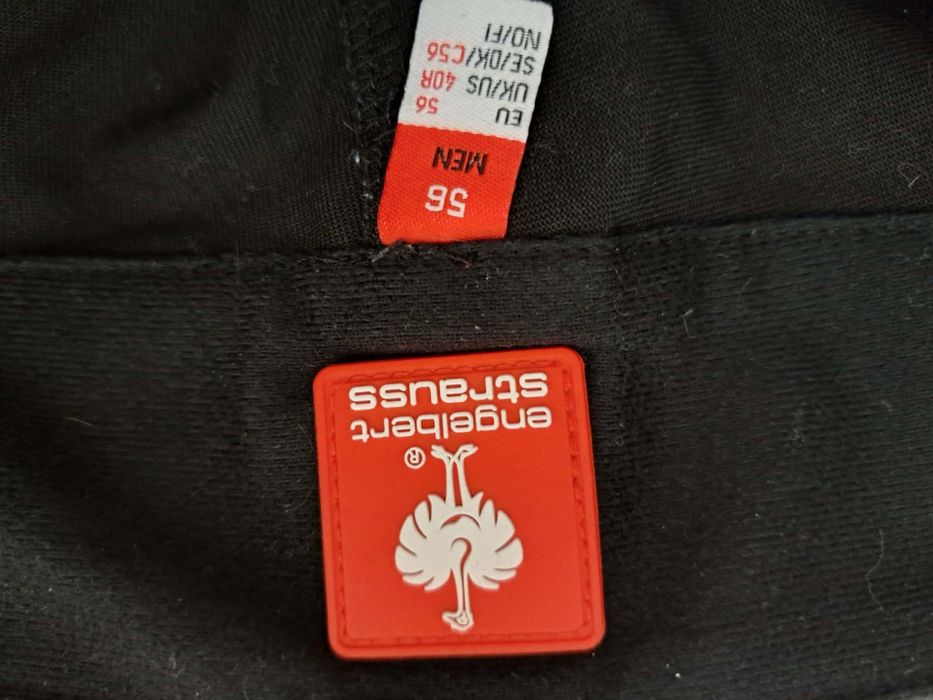 56
MEN
EU 56
UK/US 40R
SE/DK/C56
NO/FI
®
engelbert
strauss